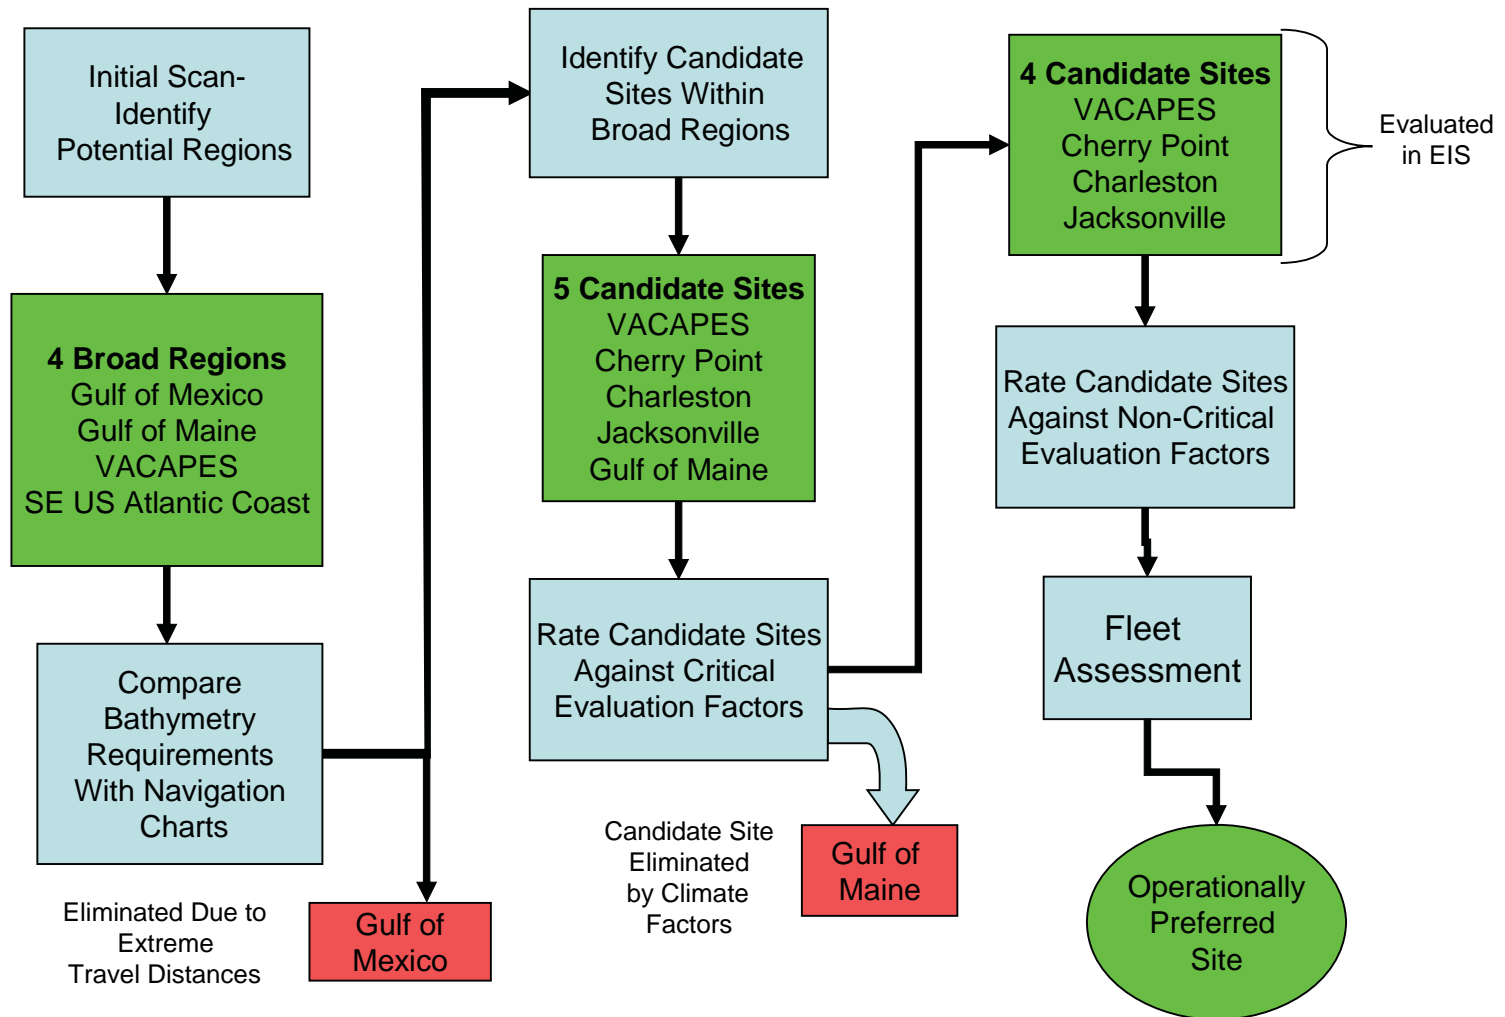 Initial Scan-
Identify
Potential Regions
4 Broad Regions
Gulf of Mexico
Gulf of Maine
VACAPES
SE US Atlantic Coast
Compare
Bathymetry
Requirements
With Navigation
Charts
Eliminated Due to
Extreme
Travel Distances
Gulf of
Mexico
Identify Candidate
Sites Within
Broad Regions
5 Candidate Sites
VACAPES
Cherry Point
Charleston
Jacksonville
Gulf of Maine
Rate Candidate Sites
Against Critical
Evaluation Factors
Candidate Site
Eliminated
by Climate
Factors
Gulf of
Maine
4 Candidate Sites
VACAPES
Cherry Point
Charleston
Jacksonville
Evaluated
in EIS
Rate Candidate Sites
Against Non-Critical
Evaluation Factors
Fleet
Assessment
Operationally
Preferred
Site